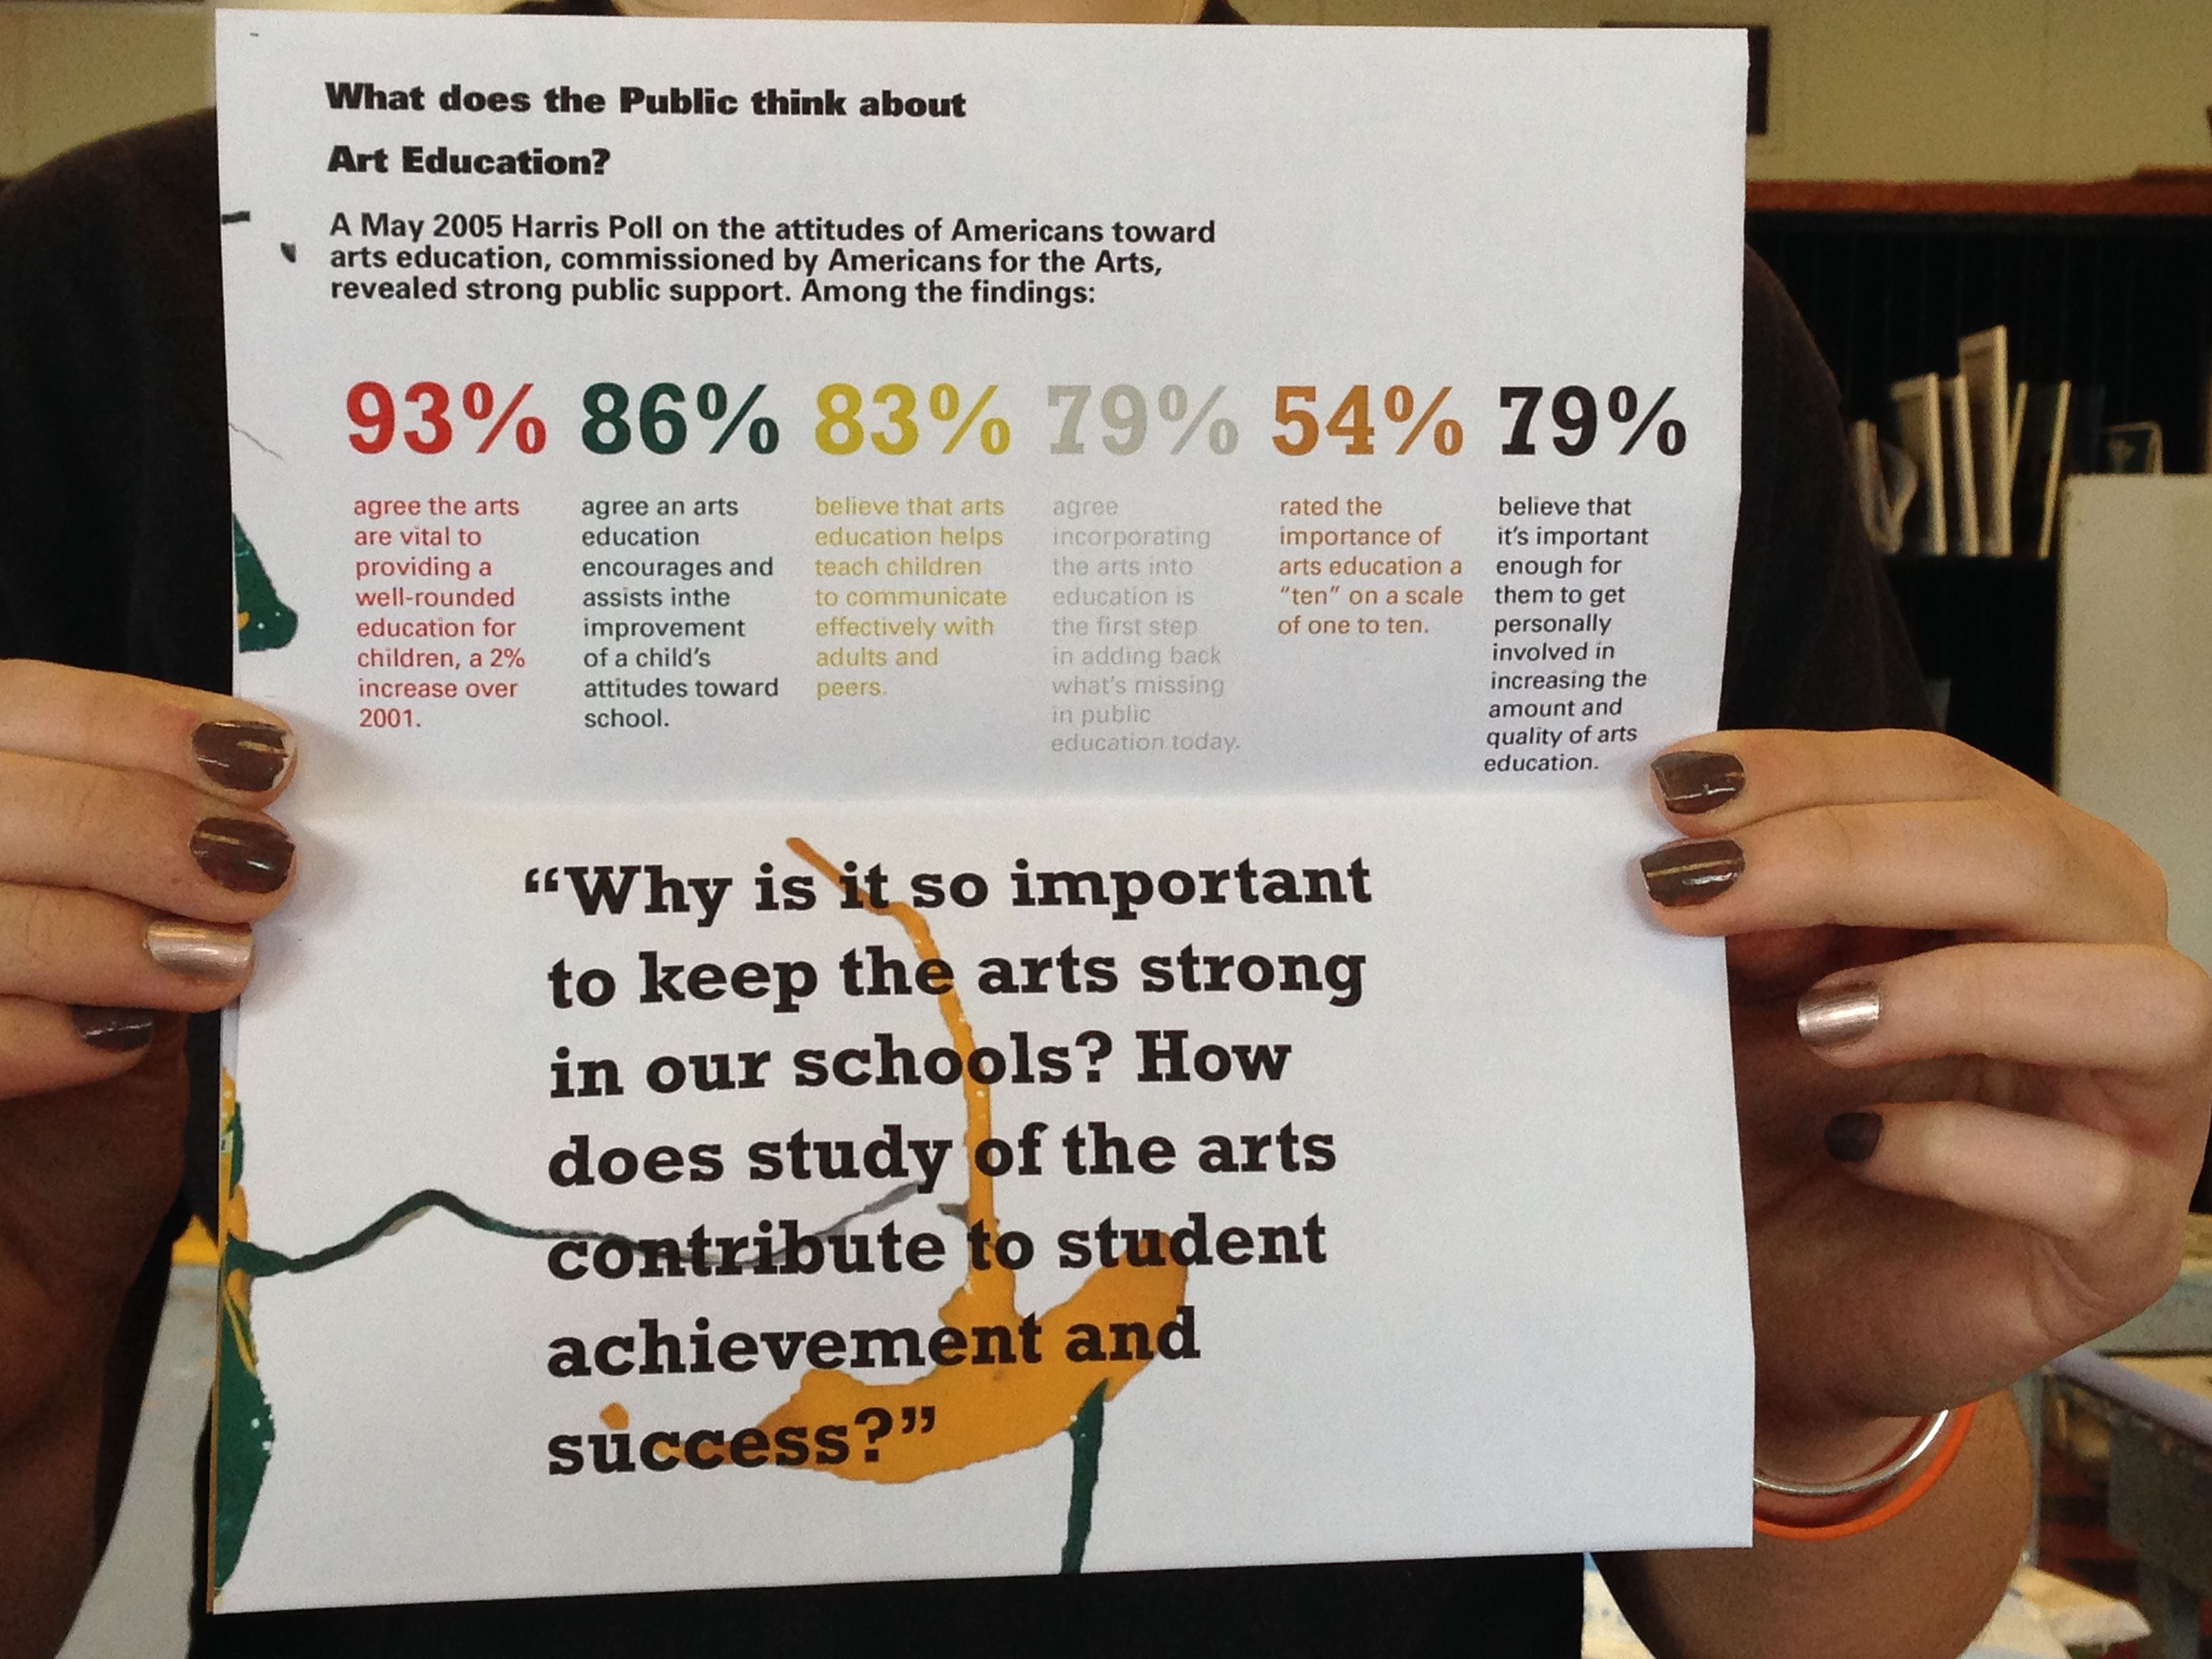 What does the Public think about
Art Education?
A May 2005 Harris Poll on the attitudes of Americans toward
arts education, commissioned by Americans for the Arts,
revealed strong public support. Among the findings:
93%
agree the arts
are vital to
providing a
well-rounded
education for
children, a 2%
increase over
2001.
86%
agree an arts
education
encourages and
assists inthe
improvement
of a child's
attitudes toward
school.
83%
believe that arts
education helps
teach children
to communicate
effectively with
adults and
peers.
79%
agree
incorporating
the arts into
education is
the first step
in adding back
what's missing
in public
education today.
54%
rated the
importance of
arts education a
"ten" on a scale
of one to ten.
79%
believe that
it's important
enough for
them to get
personally
involved in
increasing the
amount and
quality of arts
education.
“Why is it so important
to keep the arts strong
in our schools? How
does study of the arts
contribute to student
achievement and
success?”